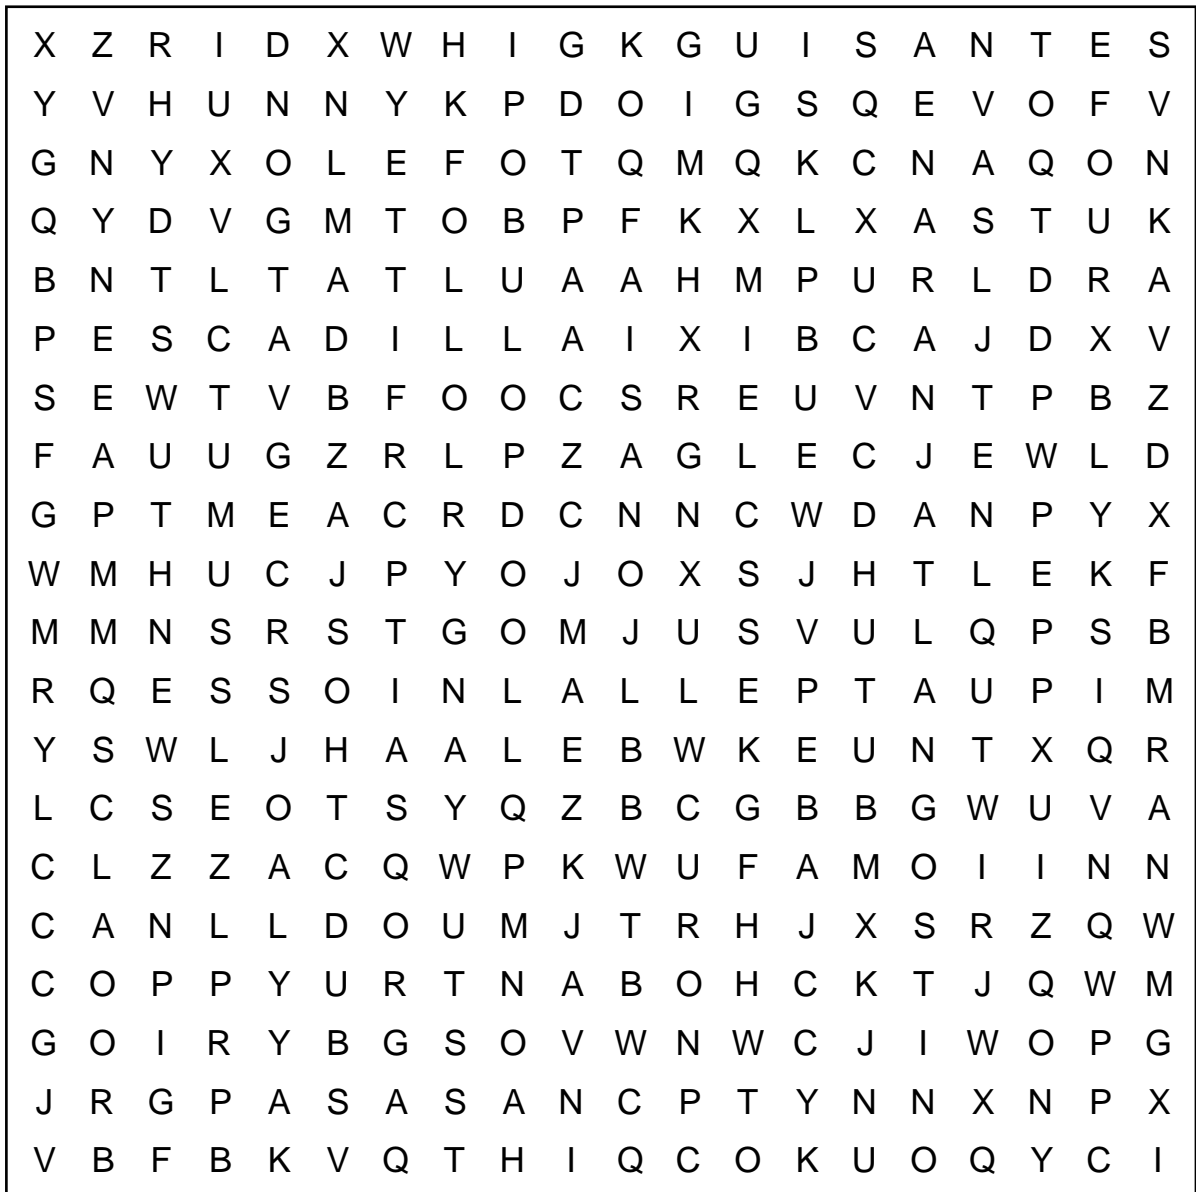 X Z R I D X W H I G K G U I S A N T E S
Y V H U N N Y K P D O I G S Q E V O F V
G N Y X O L E F O T Q M Q K C N A Q O N
Q Y D V G M T O B P F K X L X A S T U K
B N T L T A T L U A A H M P U R L D R A
P E S C A D I L L A I X I B C A J D X V
S E W T V B F O O C S R E U V N T P B Z
F A U U G Z R L P Z A G L E C J E W L D
G P T M E A C R D C N N C W D A N P Y X
W M H U C J P Y O J O X S J H T L E K F
M M N S R S T G O M J U S V U L Q P S B
R Q E S S O I N L A L L E P T A U P I M
Y S W L J H A A L E B W K E U N T X Q R
L C S E O T S Y Q Z B C G B B G W U V A
C L Z Z A C Q W P K W U F A M O I I N N
C A N L L D O U M J T R H J X S R Z Q W
C O P P Y U R T N A B O H C K T J Q W M
G O I R Y B G S O V W N W C J I W O P G
J R G P A S A S A N C P T Y N N X N P X
V B F B K V Q T H I Q C O K U O Q Y C I